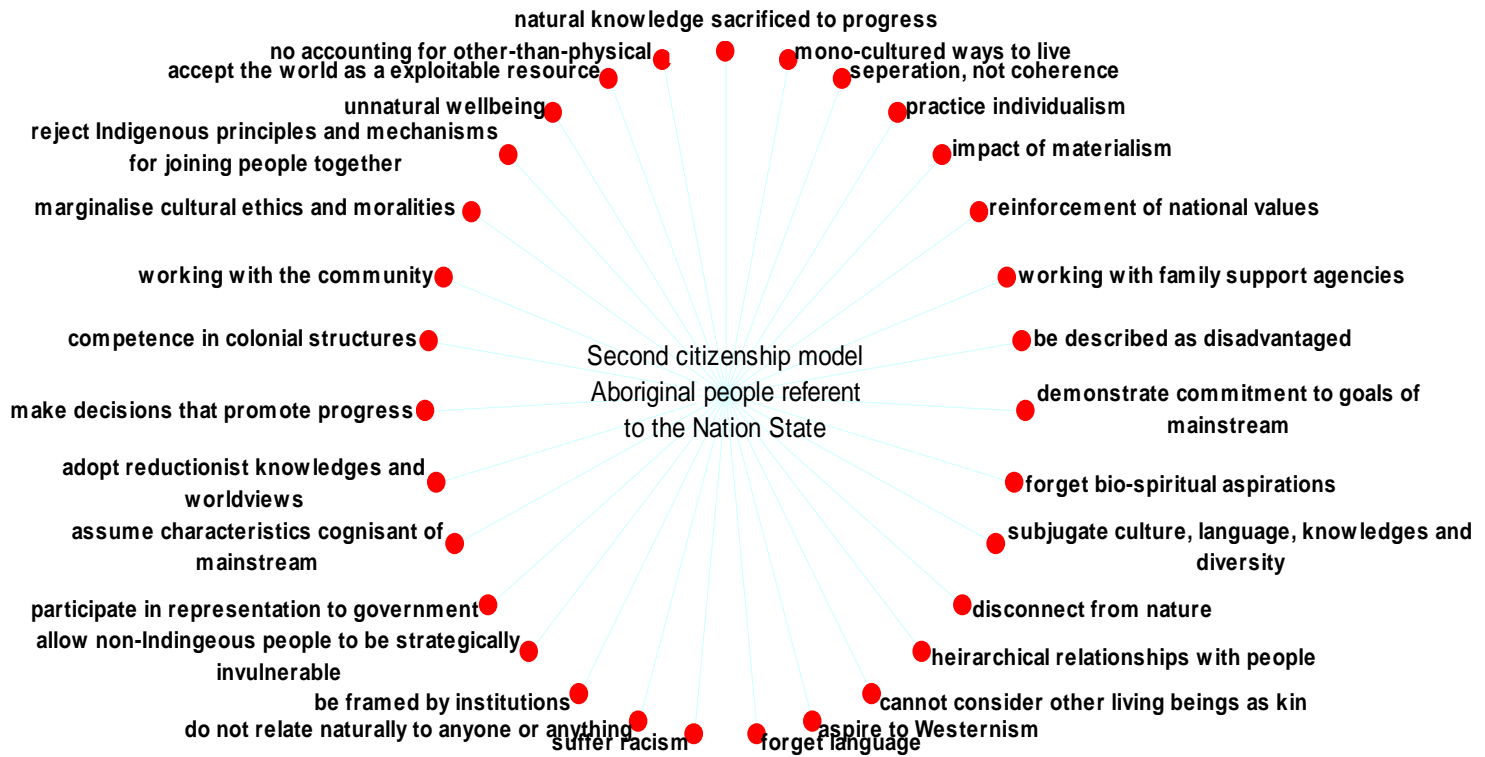 natural knowledge sacrificed to progress
no accounting for other-than-physical
mono-cultured ways to live
accept the world as a exploitable resource
seperation, not coherence
unnatural wellbeing
practice individualism
reject Indigenous principles and mechanisms
for joining people together
impact of materialism
marginalise cultural ethics and moralities
reinforcement of national values
working with the community
working with family support agencies
competence in colonial structures
be described as disadvantaged
Second citizenship model
Aboriginal people referent
to the Nation State
make decisions that promote progress
demonstrate commitment to goals of
mainstream
adopt reductionist knowledges and
worldviews
forget bio-spiritual aspirations
assume characteristics cognisant of
mainstream
subjugate culture, language, knowledges and
diversity
participate in representation to government
disconnect from nature
allow non-Indingeous people to be strategically
invulnerable
heirarchical relationships with people
be framed by institutions
cannot consider other living beings as kin
do not relate naturally to anyone or anything
aspire to Westernism
suffer racism
forget language